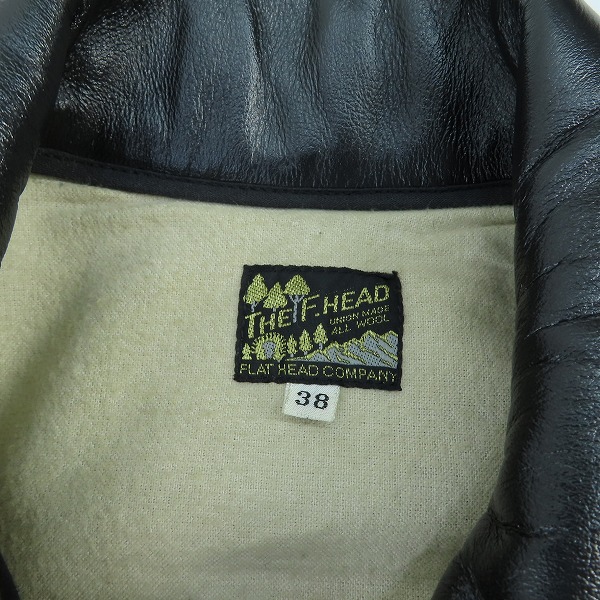 THE F.HEAD
UNION MADE
ALL WOOL
FLAT HEAD COMPANY
38